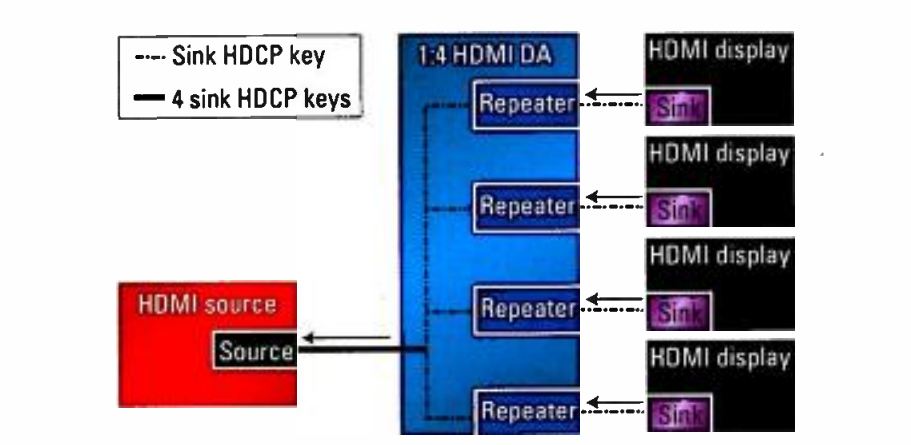 Sink HDCP key
4 sink HDCP keys
1:4 HDMI DA
Repeater
Repeater
Repeater
Repeater
HDMI display
Sink
HDMI display
Sink
HDMI display
Sink
HDMI display
Sink
HDMI source
Source